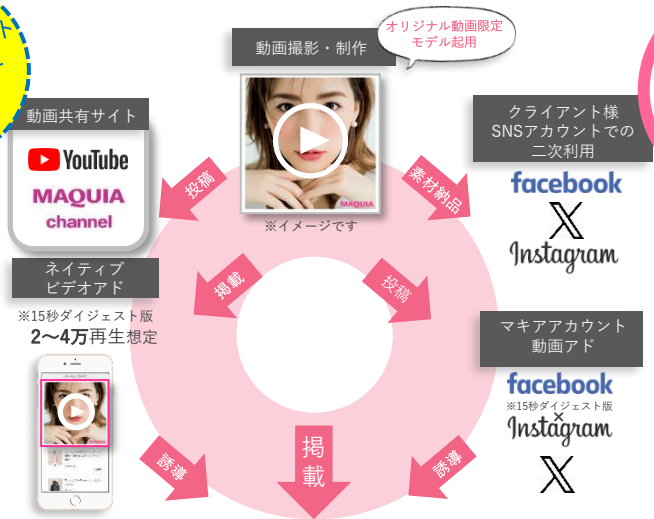 ト
オリジナル動画限定
モデル起用
動画撮影・制作
MAQUIA
※イメージです
動画共有サイト
YouTube
MAQUIA
channel
クライアント様
SNSアカウントでの
二次利用
facebook
X
Instagram
投稿
素材納品
掲載
投稿
ネイティブ
ビデオアド
※15秒ダイジェスト版
2〜4万再生想定
マキアアカウント
動画アド
facebook
※15秒ダイジェスト版
×
Instagram
X
誘導
掲載
誘導